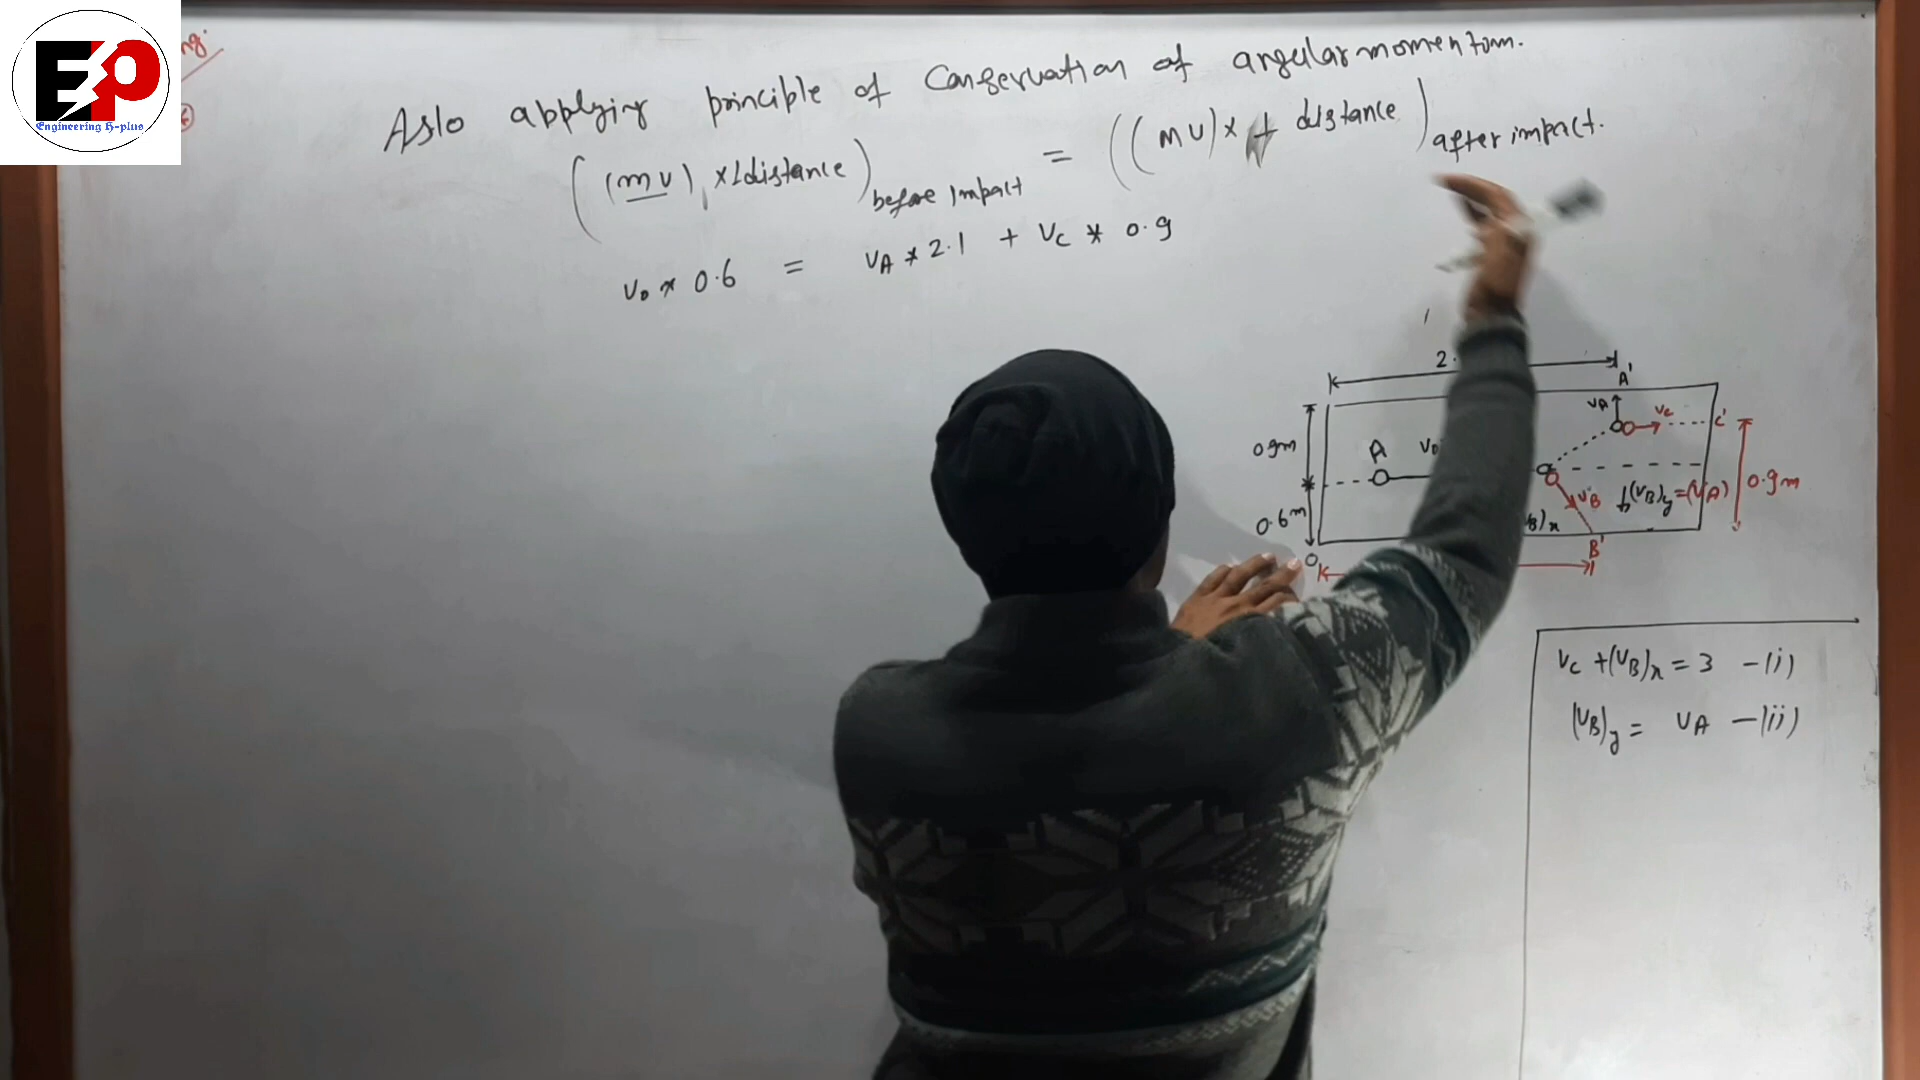 EP
Engineering H-plus
ng.
Aslo applying principle of Conservation of angular momentum.
((mv) x⊥distance) before impact = ((mv) x ⊥ distance) after impact.
v0 * 0.6 = vA * 2.1 + vC * 0.9
2.
A'
vA
vc
C'
0.9m
A
v0
0.6m
O
vB
(vB)y=(vA)
0.9m
B)x
B'
vc +(vB)x = 3 -(i)
(vB)y = vA -(ii)